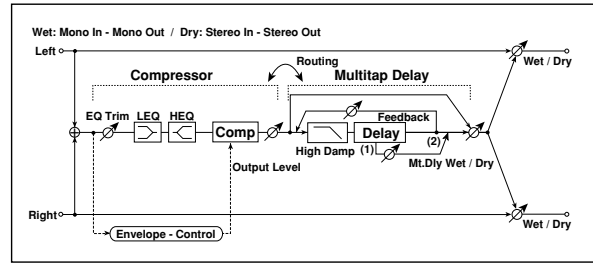 Wet: Mono In - Mono Out / Dry: Stereo In - Stereo Out
Left
Wet / Dry
Routing
Compressor
Multitap Delay
EQ Trim
LEQ
HEQ
Feedback
Comp
Delay
High Damp
(1)
(2)
Mt.Dly Wet / Dry
Output Level
Right
Wet / Dry
Envelope - Control